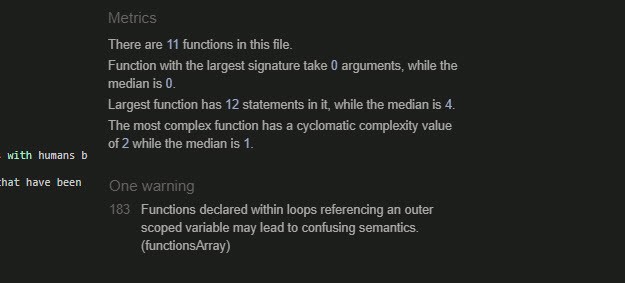 Metrics
There are 11 functions in this file.
Function with the largest signature take 0 arguments, while the
median is 0.
Largest function has 12 statements in it, while the median is 4.
The most complex function has a cyclomatic complexity value
of 2 while the median is 1.
with humans b
that have been
One warning
183 Functions declared within loops referencing an outer
scoped variable may lead to confusing semantics.
(functionsArray)